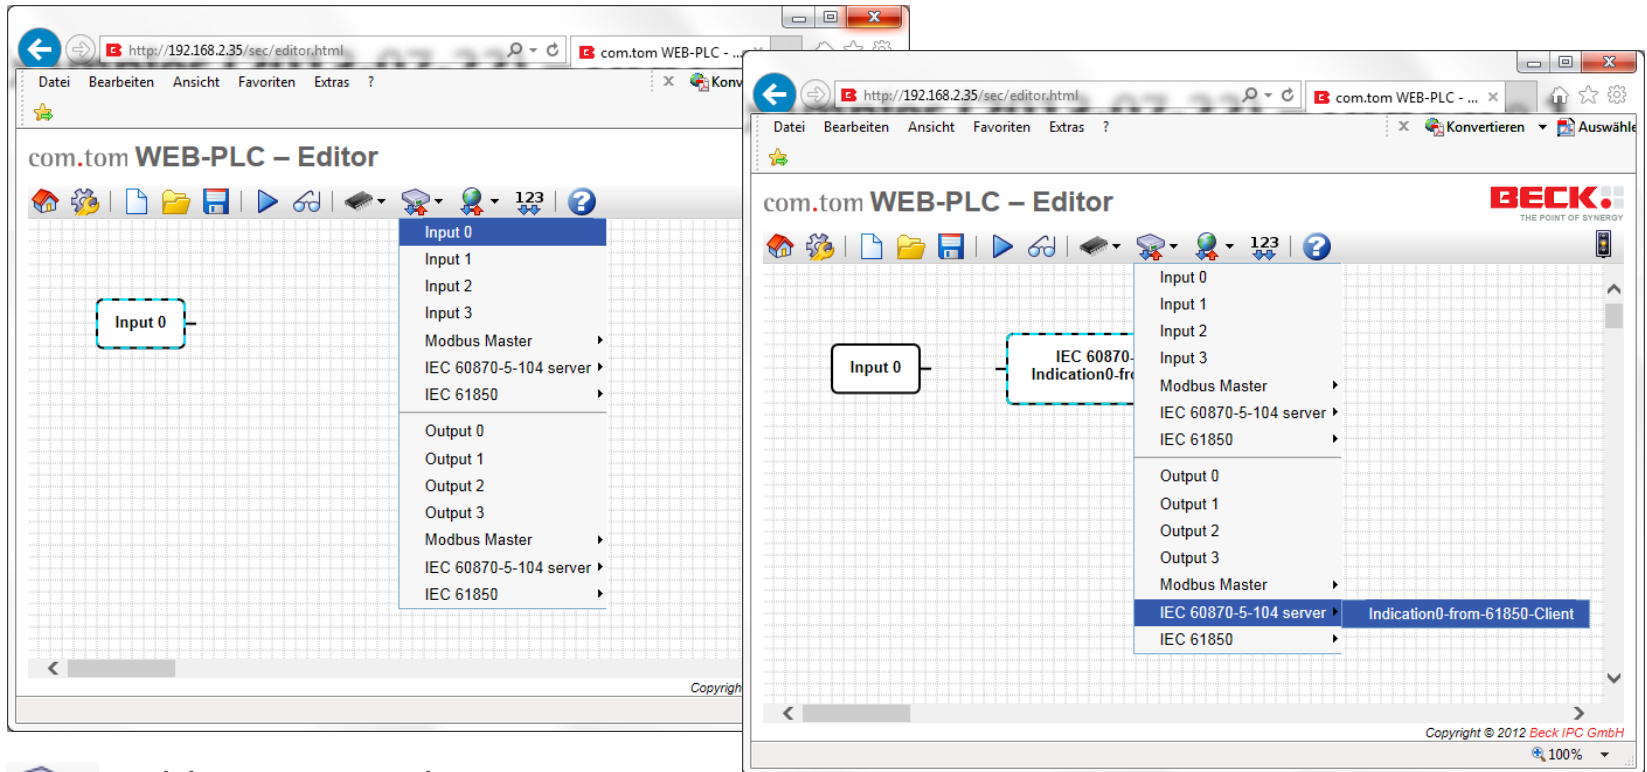 http://192.168.2.35/sec/editor.html
com.tom WEB-PLC - ...
Datei Bearbeiten Ansicht Favoriten Extras ?
x Konv
com.tom WEB-PLC – Editor
123 ?
Input 0
Input 0
Input 1
Input 2
Input 3
Modbus Master
IEC 60870-5-104 server
IEC 61850
Output 0
Output 1
Output 2
Output 3
Modbus Master
IEC 60870-5-104 server
IEC 61850
Copyrigh
http://192.168.2.35/sec/editor.html
com.tom WEB-PLC - ... ×
Datei Bearbeiten Ansicht Favoriten Extras ?
x Konvertieren Auswähle
com.tom WEB-PLC – Editor
BECK
THE POINT OF SYNERGY
123 ?
Input 0
IEC 60870-
Indication0-fr
Input 0
Input 1
Input 2
Input 3
Modbus Master
IEC 60870-5-104 server
IEC 61850
Output 0
Output 1
Output 2
Output 3
Modbus Master
IEC 60870-5-104 server
Indication0-from-61850-Client
IEC 61850
Copyright © 2012 Beck IPC GmbH
100%